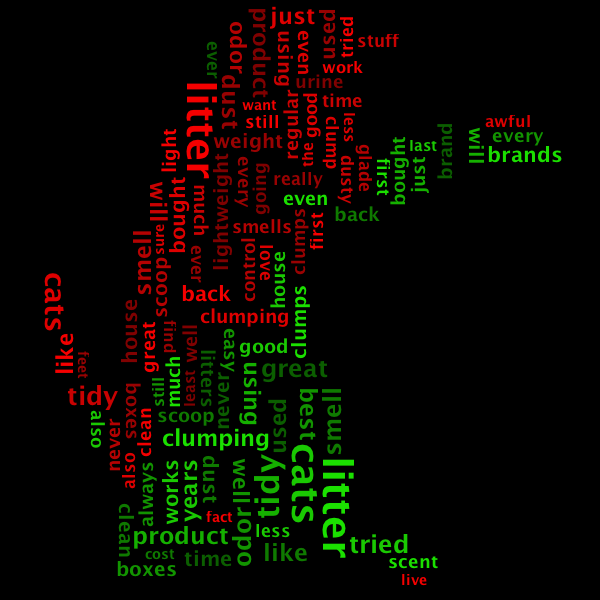 just
product
used
tried
odor
using
even
stuff
ever
work
dust
litter
urine
want
regular
good
time
less
still
the
clump
awful
light
weight
dusty
glade
first
bought
last
just
brand
will
every
brands
lightweight
every
going
really
even
back
will
bought
much
smell
scoop
sure
ever
smells
control
love
clumps
first
house
back
clumping
clumps
cats
like
feet
house
great
find
well
least
litters
easy
good
great
using
tidy
boxes
still
much
scoop
never
used
best
smell
also
never
also
clean
clumping
always
works
years
dust
well
tidy
cats
litter
clean
fact
product
odor
less
like
tried
boxes
cost
time
scent
live